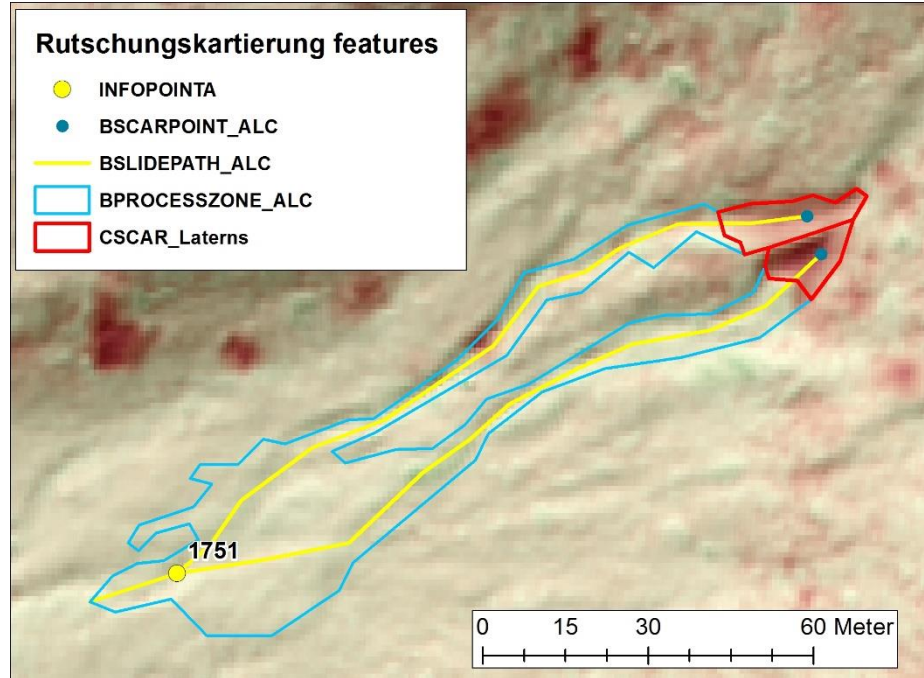 Rutschungskartierung features
INFOPOINTA
BSCARPOINT_ALC
BSLIDEPATH_ALC
BPROCESSZONE_ALC
CSCAR_Laterns
1751
0 15 30 60 Meter